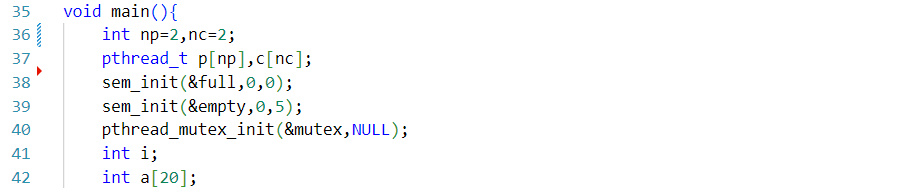 35 void main(){
36 int np=2,nc=2;
37 pthread_t p[np],c[nc];
38 sem_init(&full,0,0);
39 sem_init(&empty,0,5);
40 pthread_mutex_init(&mutex,NULL);
41 int i;
42 int a[20];